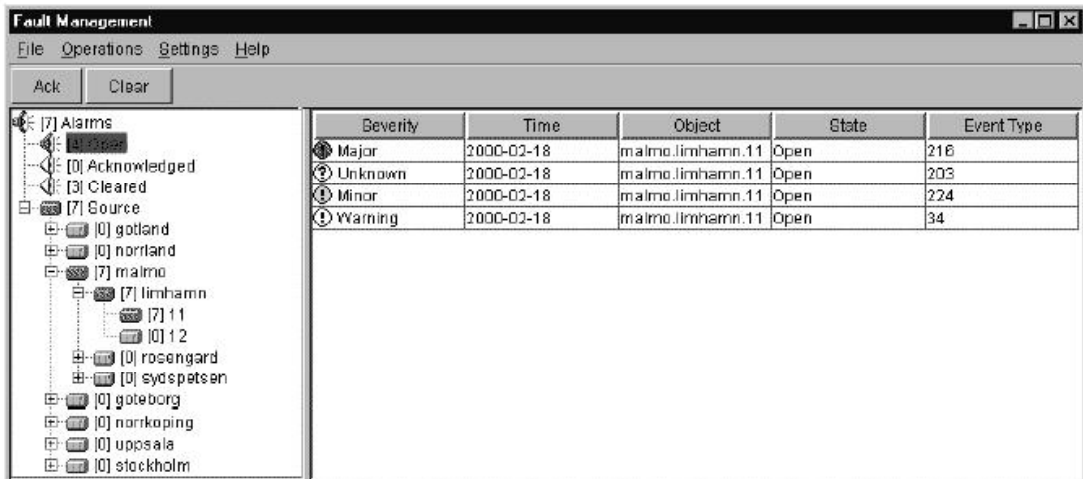 Fault Management
File Operations Settings Help
Ack Clear
[7] Alarms
[4] Open
[0] Acknowledged
[3] Cleared
[7] Source
[0] gotland
[0] norrland
[7] malmo
[7] limhamn
[7] 11
[0] 12
[0] rosengard
[0] sydspetsen
[0] goteborg
[0] norrkoping
[0] uppsala
[0] stockholm
Severity Time Object State Event Type
Major 2000-02-18 malmo.limhamn.11 Open 216
Unknown 2000-02-18 malmo.limhamn.11 Open 203
Minor 2000-02-18 malmo.limhamn.11 Open 224
Warning 2000-02-18 malmo.limhamn.11 Open 34